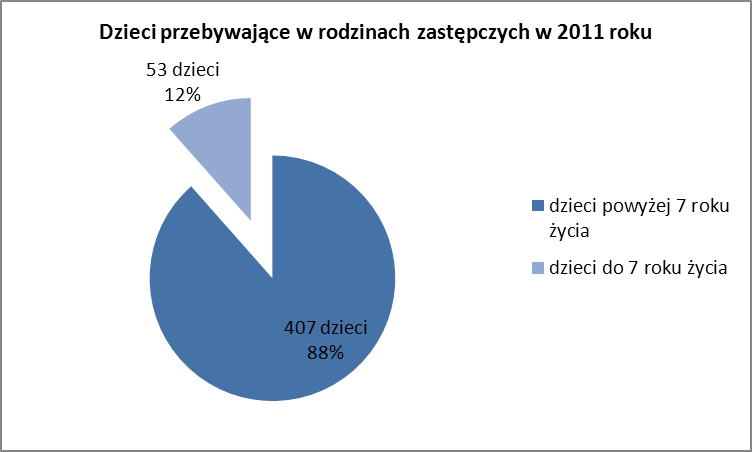 Dzieci przebywające w rodzinach zastępczych w 2011 roku
53 dzieci
12%
407 dzieci
88%
dzieci powyżej 7 roku
życia
dzieci do 7 roku życia